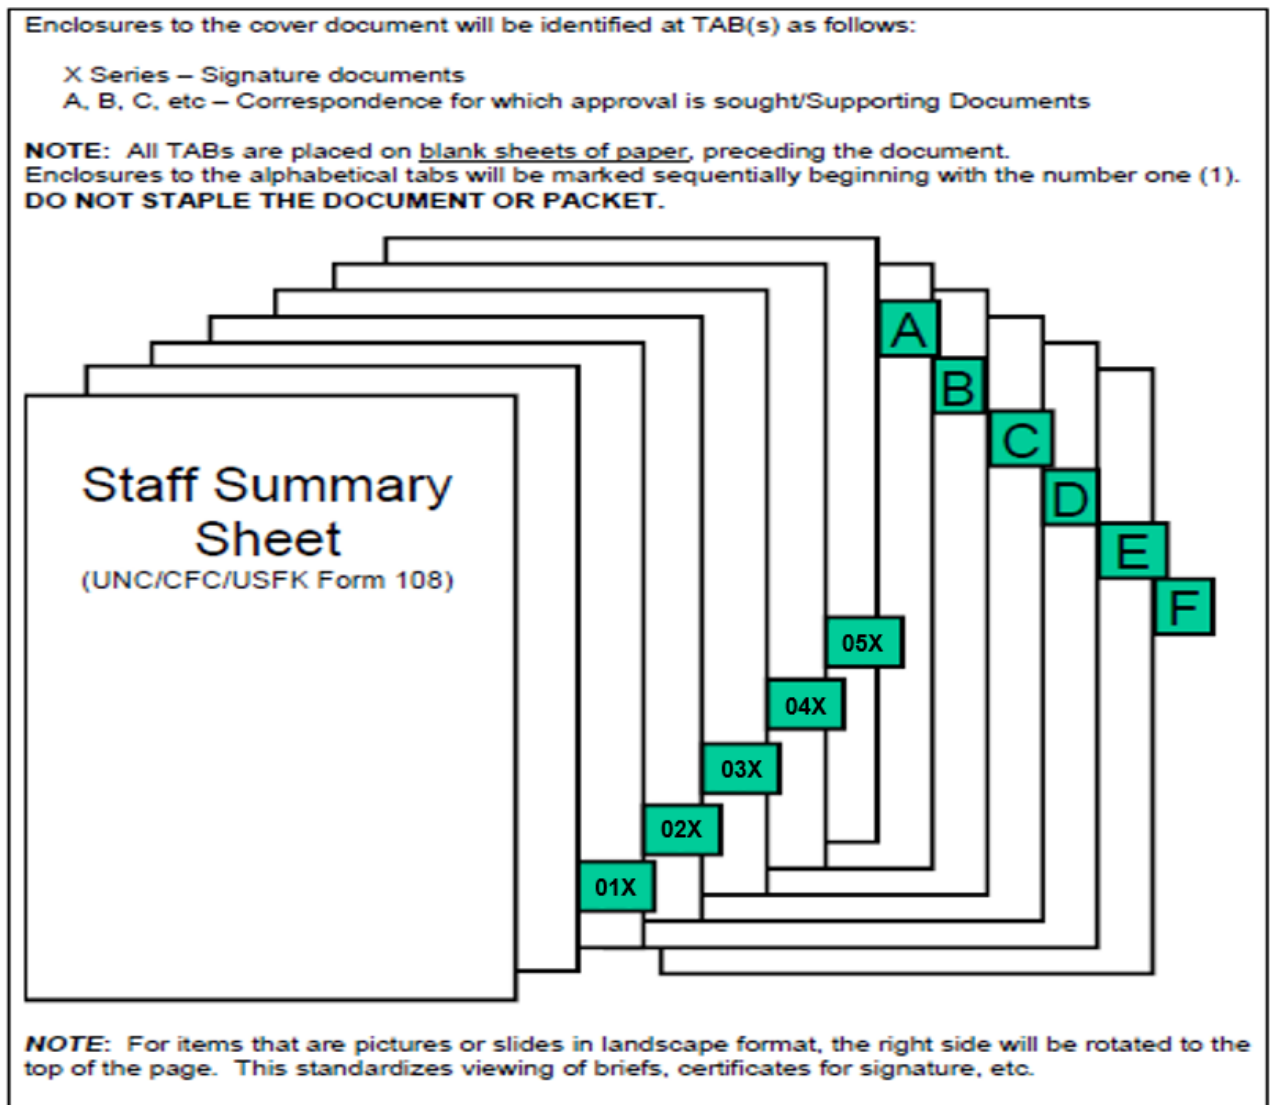 Enclosures to the cover document will be identified at TAB(s) as follows:
X Series – Signature documents
A, B, C, etc – Correspondence for which approval is sought/Supporting Documents
NOTE: All TABs are placed on blank sheets of paper, preceding the document.
Enclosures to the alphabetical tabs will be marked sequentially beginning with the number one (1).
DO NOT STAPLE THE DOCUMENT OR PACKET.
A
B
C
D
E
F
Staff Summary
Sheet
(UNC/CFC/USFK Form 108)
05X
04X
03X
02X
01X
NOTE: For items that are pictures or slides in landscape format, the right side will be rotated to the
top of the page. This standardizes viewing of briefs, certificates for signature, etc.